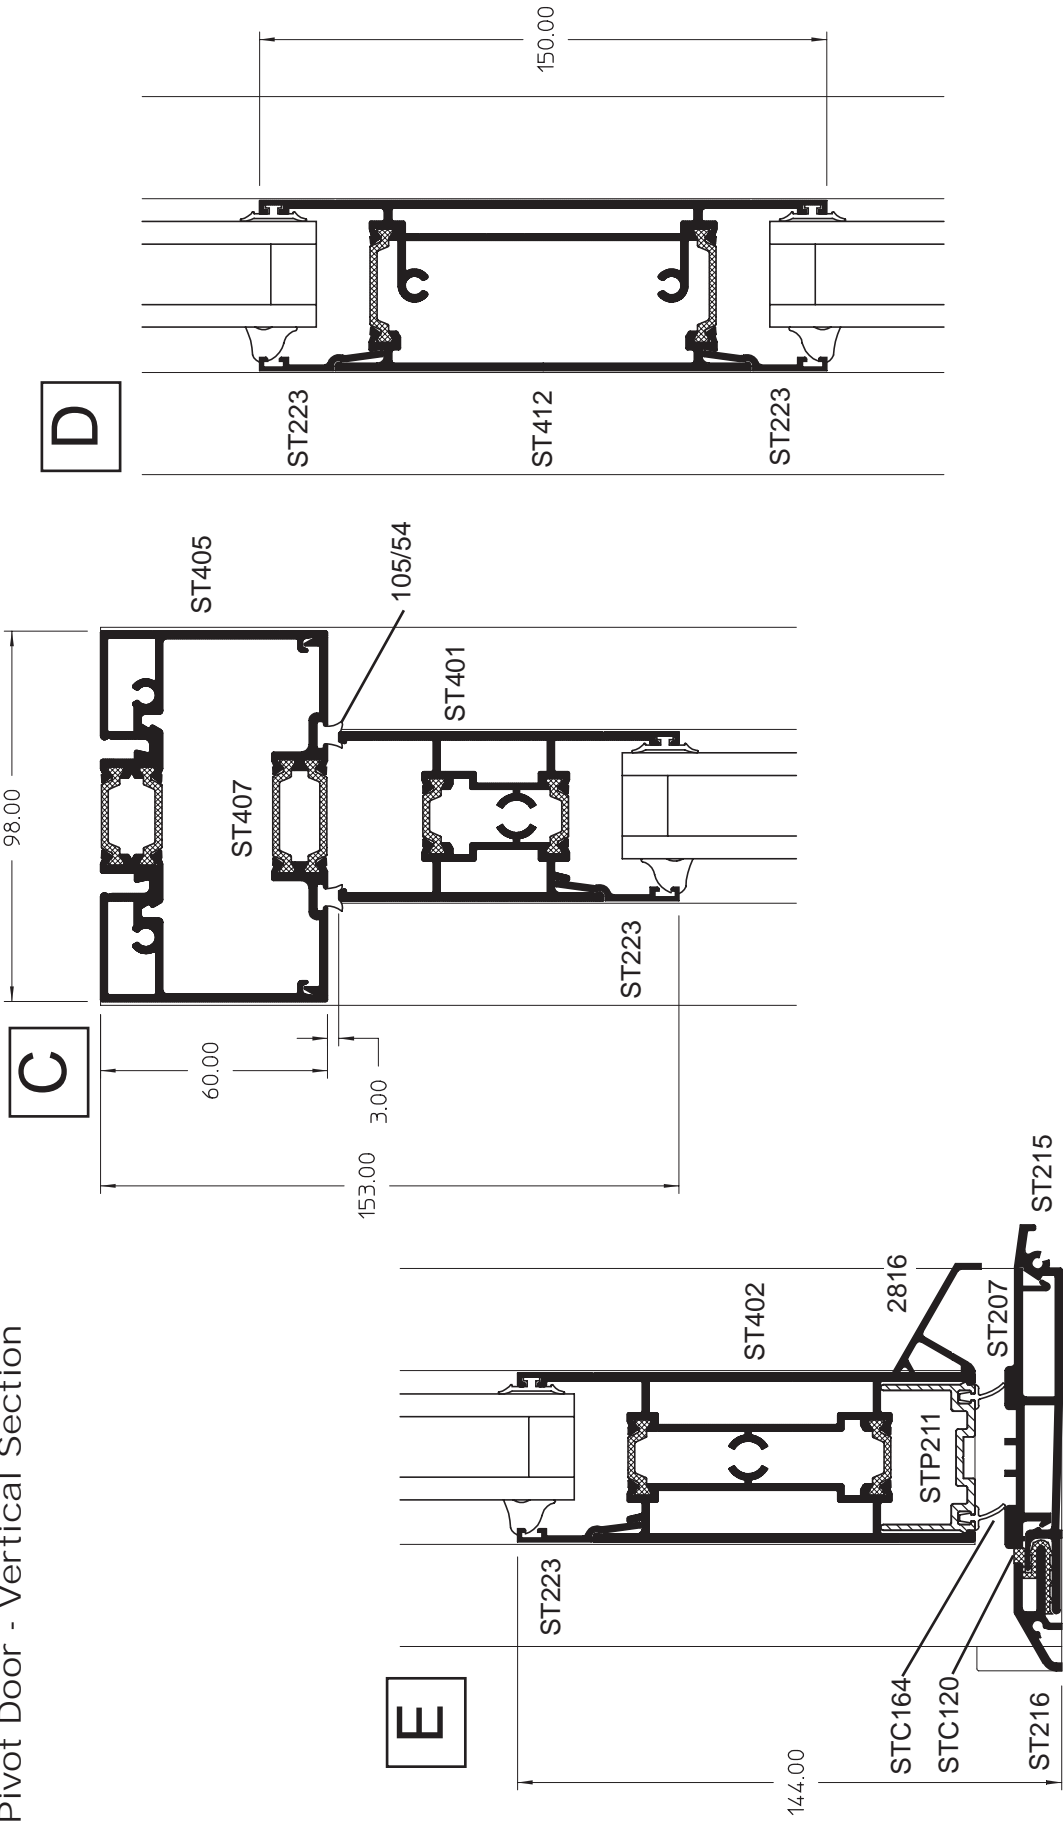 Pivot Door - Vertical Section
C
98.00
60.00
3.00
153.00
ST405
ST407
105/54
ST401
ST223
D
150.00
ST223
ST412
ST223
E
144.00
ST223
ST402
2816
STP211
ST207
ST215
STC164
STC120
ST216